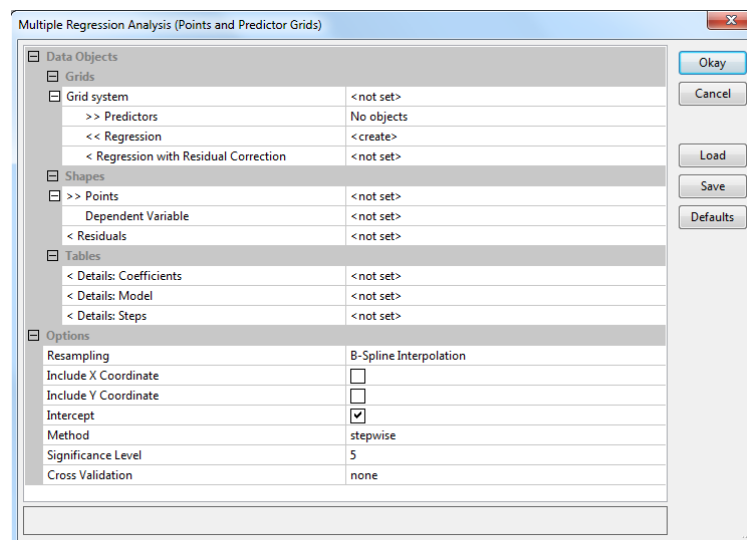 Multiple Regression Analysis (Points and Predictor Grids)
Data Objects
Grids
Grid system <not set>
>> Predictors No objects
<< Regression <create>
< Regression with Residual Correction <not set>
Shapes
>> Points <not set>
Dependent Variable <not set>
< Residuals <not set>
Tables
< Details: Coefficients <not set>
< Details: Model <not set>
< Details: Steps <not set>
Options
Resampling B-Spline Interpolation
Include X Coordinate
Include Y Coordinate
Intercept
Method stepwise
Significance Level 5
Cross Validation none
Okay
Cancel
Load
Save
Defaults